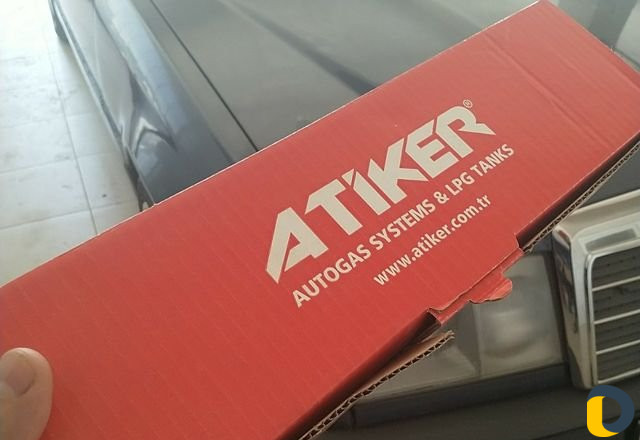 ATİKER®
AUTOGAS SYSTEMS & LPG TANKS
www.atiker.com.tr